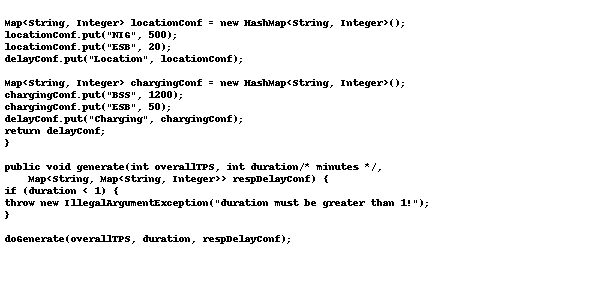 Map<String, Integer> locationConf = new HashMap<String, Integer>();
locationConf.put("NIG", 500);
locationConf.put("ESB", 20);
delayConf.put("Location", locationConf);

Map<String, Integer> chargingConf = new HashMap<String, Integer>();
chargingConf.put("BSS", 1200);
chargingConf.put("ESB", 50);
delayConf.put("Charging", chargingConf);
return delayConf;
}

public void generate(int overallTPS, int duration/* minutes */,
    Map<String, Map<String, Integer>> respDelayConf) {
if (duration < 1) {
throw new IllegalArgumentException("duration must be greater than 1!");
}

doGenerate(overallTPS, duration, respDelayConf);